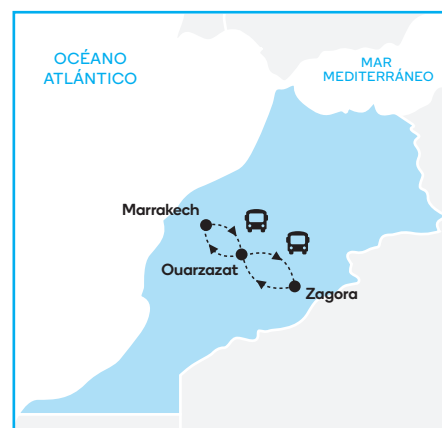 OCÉANO
ATLÁNTICO
MAR
MEDITERRÁNEO
Marrakech
Ouarzazat
Zagora